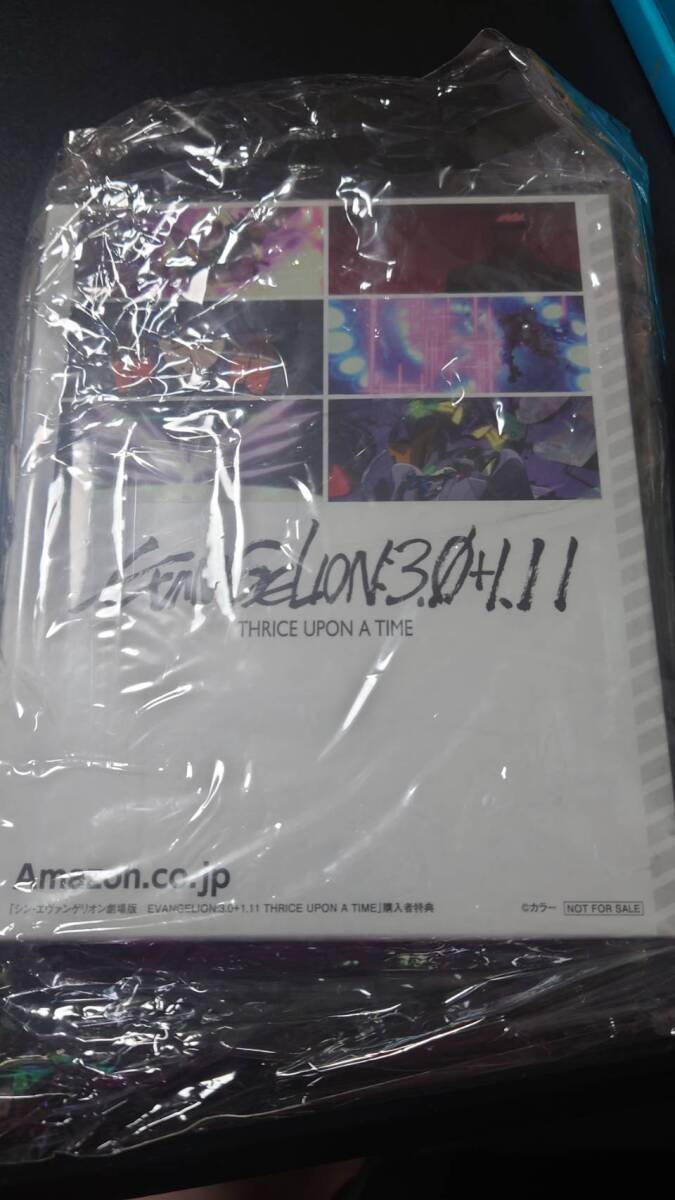 EVANGELION:3.0+1.11
THRICE UPON A TIME
Amazon.co.jp
「シン・エヴァンゲリオン劇場版 EVANGELION:3.0+1.11 THRICE UPON A TIME」購入者特典
©カラー NOT FOR SALE